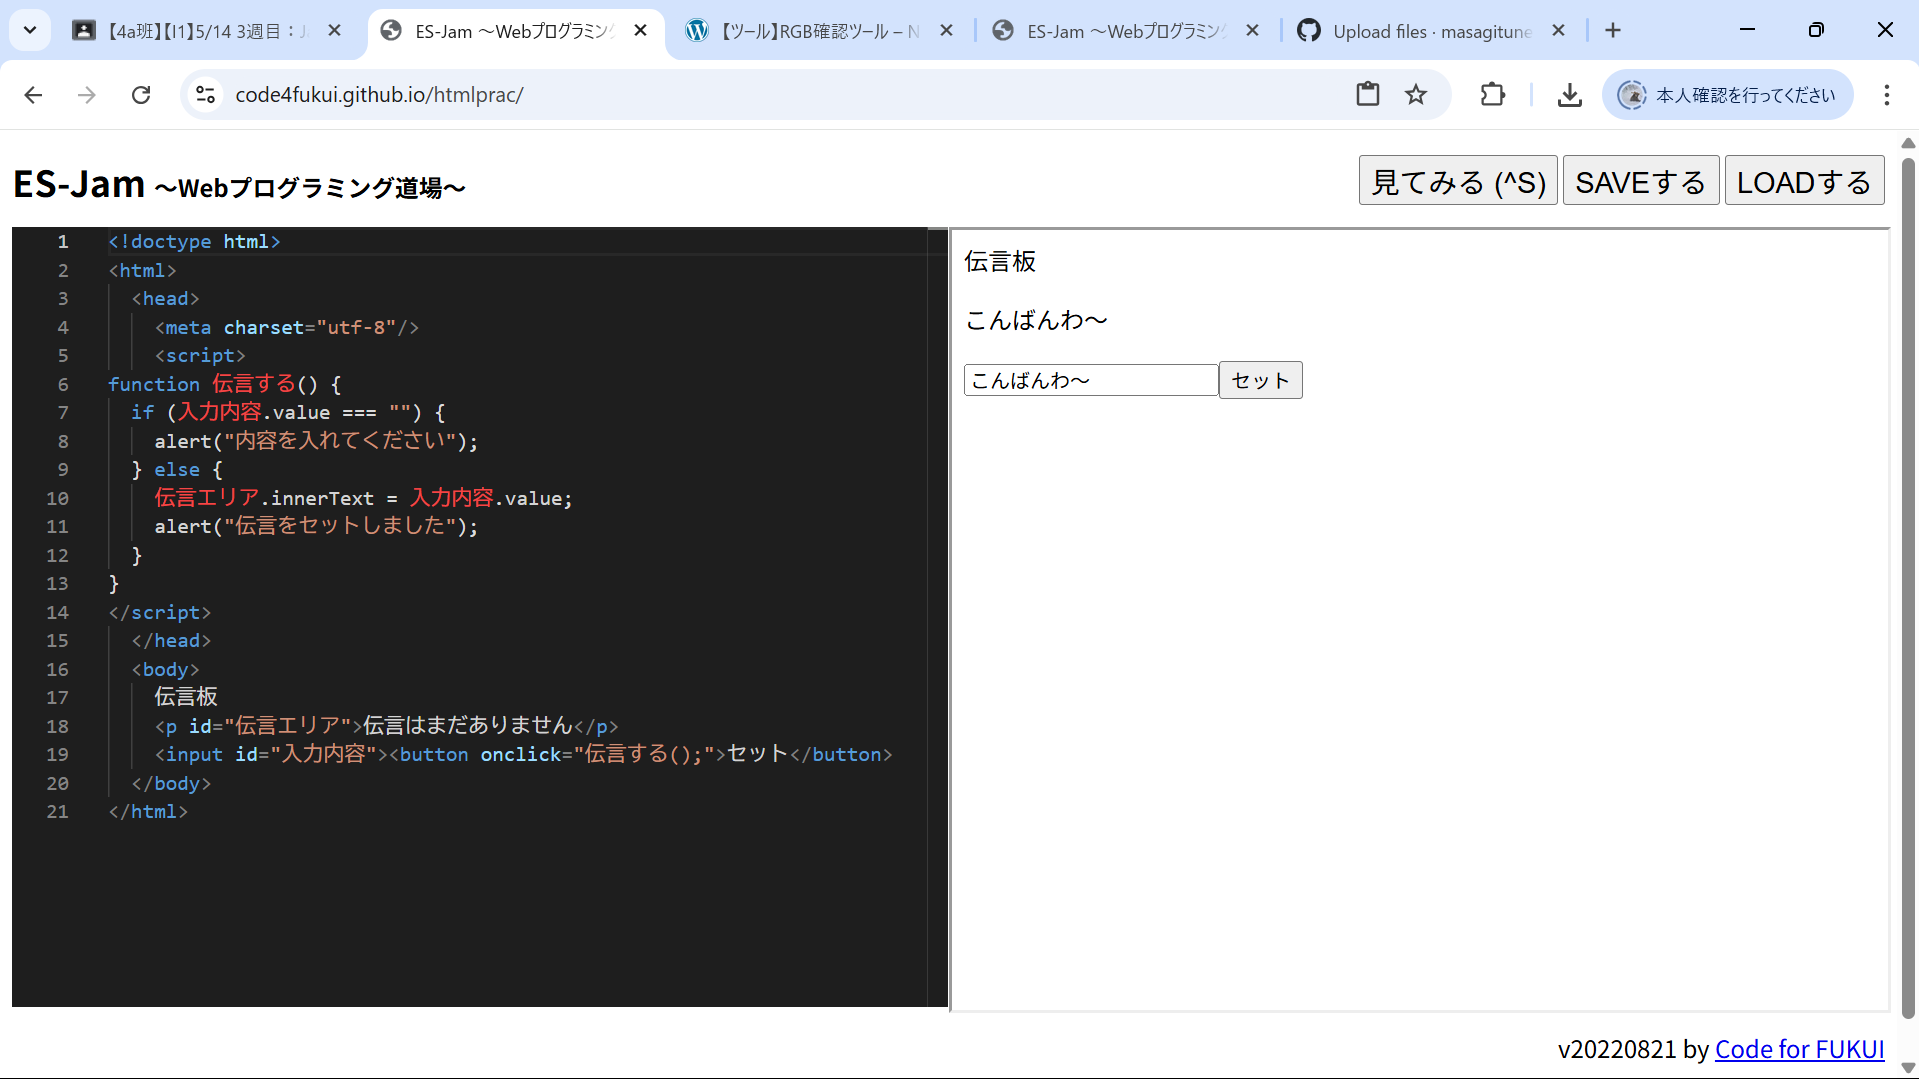 【4a班】【I1】5/14 3週目：J
ES-Jam ～Webプログラミング
【ツール】RGB確認ツール – N
ES-Jam ～Webプログラミング
Upload files · masagitune
code4fukui.github.io/htmlprac/
本人確認を行ってください
ES-Jam ～Webプログラミング道場～
見てみる (^S) SAVEする LOADする
1 <!doctype html>
2 <html>
3 <head>
4 <meta charset="utf-8"/>
5 <script>
6 function 伝言する() {
7 if (入力内容.value === "") {
8 alert("内容を入れてください");
9 } else {
10 伝言エリア.innerText = 入力内容.value;
11 alert("伝言をセットしました");
12 }
13 }
14 </script>
15 </head>
16 <body>
17 伝言板
18 <p id="伝言エリア">伝言はまだありません</p>
19 <input id="入力内容"><button onclick="伝言する();">セット</button>
20 </body>
21 </html>
伝言板
こんばんわ～
こんばんわ～ セット
v20220821 by Code for FUKUI